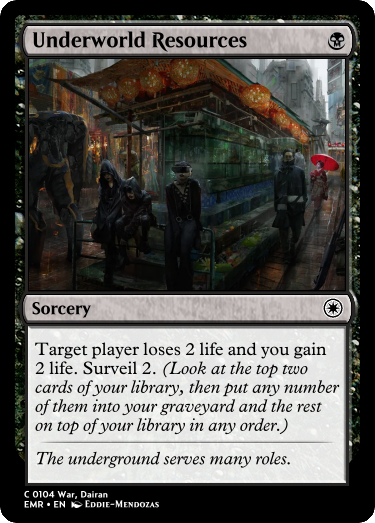 Underworld Resources
Sorcery
Target player loses 2 life and you gain
2 life. Surveil 2. (Look at the top two
cards of your library, then put any number
of them into your graveyard and the rest
on top of your library in any order.)
The underground serves many roles.
C 0104 War, Dairan
EMR • EN Eddie-Mendozas